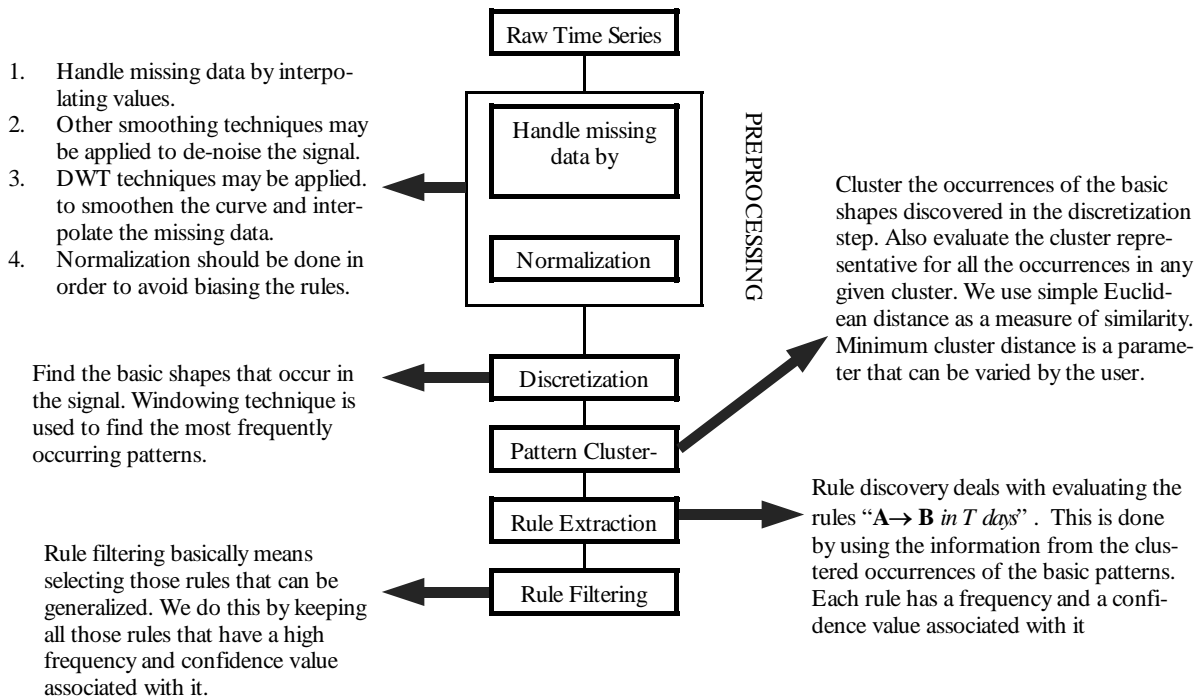 Raw Time Series
1. Handle missing data by interpo-
lating values.
2. Other smoothing techniques may
be applied to de-noise the signal.
3. DWT techniques may be applied.
to smoothen the curve and inter-
polate the missing data.
4. Normalization should be done in
order to avoid biasing the rules.
Handle missing
data by
Normalization
PREPROCESSING
Cluster the occurrences of the basic
shapes discovered in the discretization
step. Also evaluate the cluster repre-
sentative for all the occurrences in any
given cluster. We use simple Euclid-
ean distance as a measure of similarity.
Minimum cluster distance is a parame-
ter that can be varied by the user.
Find the basic shapes that occur in
the signal. Windowing technique is
used to find the most frequently
occurring patterns.
Discretization
Pattern Cluster-
Rule Extraction
Rule discovery deals with evaluating the
rules “A→ B in T days” . This is done
by using the information from the clus-
tered occurrences of the basic patterns.
Each rule has a frequency and a confi-
dence value associated with it
Rule filtering basically means
selecting those rules that can be
generalized. We do this by keeping
all those rules that have a high
frequency and confidence value
associated with it.
Rule Filtering